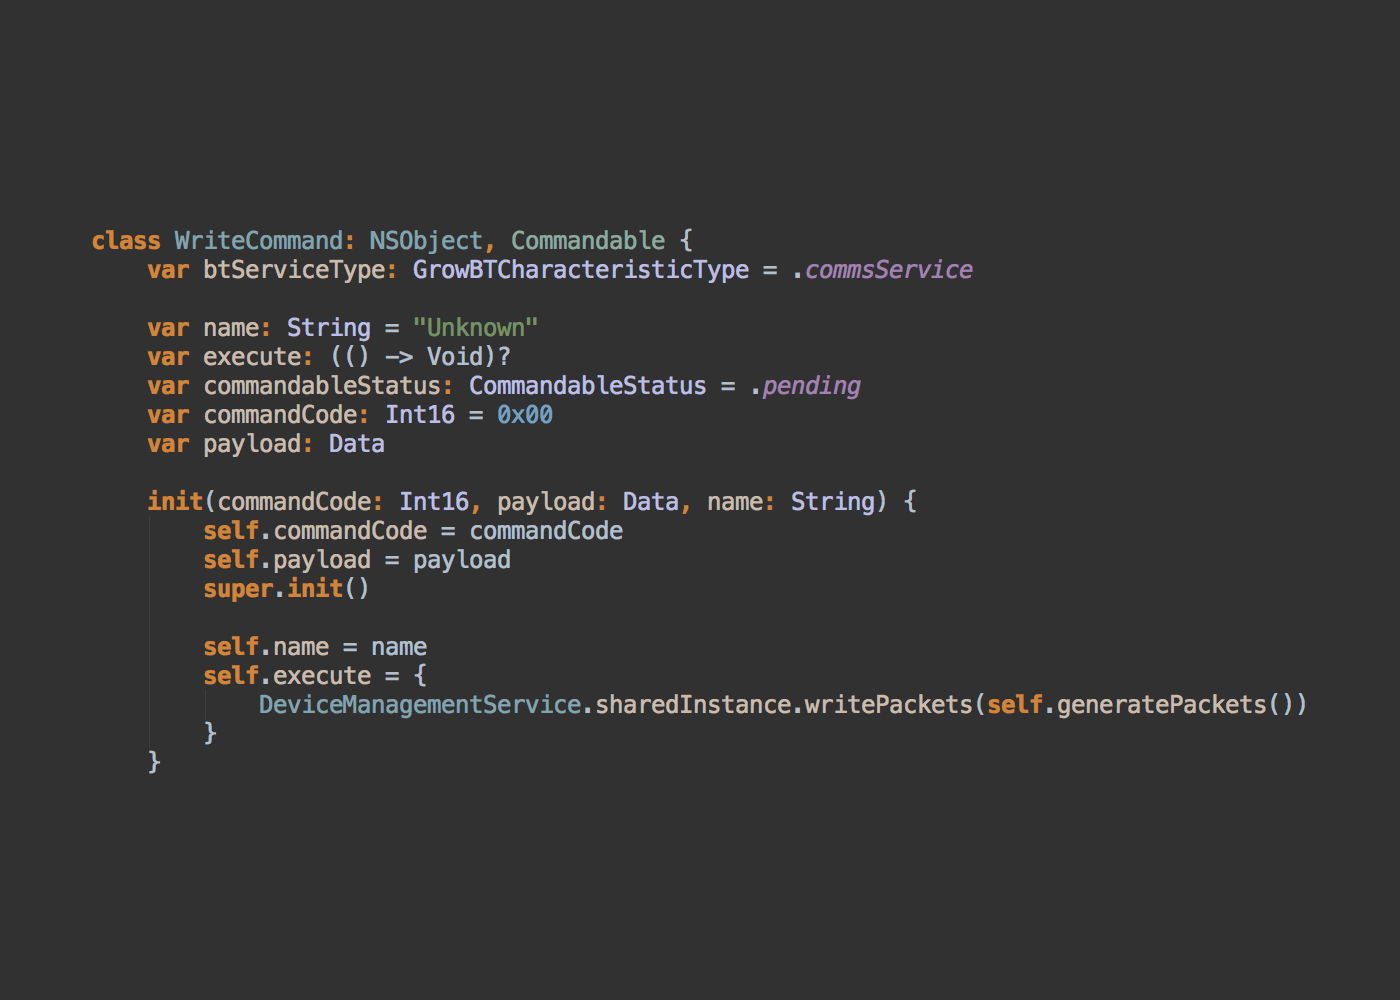 class WriteCommand: NSObject, Commandable {
    var btServiceType: GrowBTCharacteristicType = .commsService

    var name: String = "Unknown"
    var execute: (() -> Void)?
    var commandableStatus: CommandableStatus = .pending
    var commandCode: Int16 = 0x00
    var payload: Data

    init(commandCode: Int16, payload: Data, name: String) {
        self.commandCode = commandCode
        self.payload = payload
        super.init()

        self.name = name
        self.execute = {
            DeviceManagementService.sharedInstance.writePackets(self.generatePackets())
        }
    }